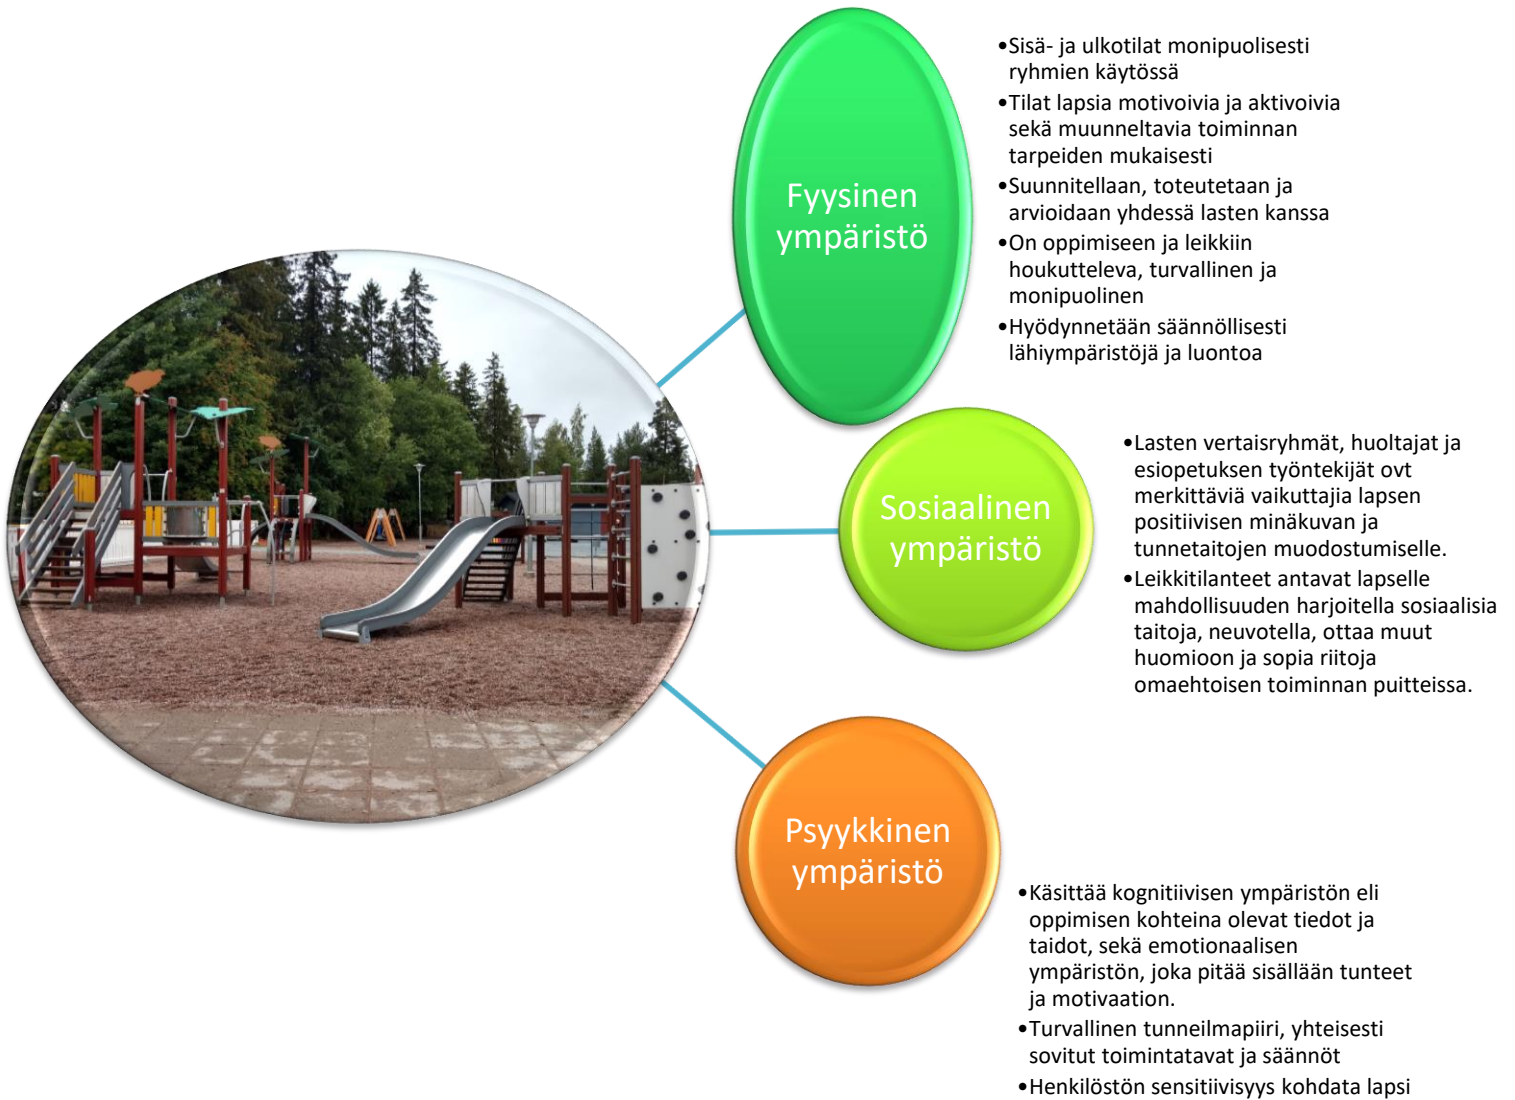 Fyysinen
ympäristö
•Sisä- ja ulkotilat monipuolisesti
ryhmien käytössä
•Tilat lapsia motivoivia ja aktivoivia
sekä muunneltavia toiminnan
tarpeiden mukaisesti
•Suunnitellaan, toteutetaan ja
arvioidaan yhdessä lasten kanssa
•On oppimiseen ja leikkiin
houkutteleva, turvallinen ja
monipuolinen
•Hyödynnetään säännöllisesti
lähiympäristöjä ja luontoa
Sosiaalinen
ympäristö
•Lasten vertaisryhmät, huoltajat ja
esiopetuksen työntekijät ovt
merkittäviä vaikuttajia lapsen
positiivisen minäkuvan ja
tunnetaitojen muodostumiselle.
•Leikkitilanteet antavat lapselle
mahdollisuuden harjoitella sosiaalisia
taitoja, neuvotella, ottaa muut
huomioon ja sopia riitoja
omaehtoisen toiminnan puitteissa.
Psyykkinen
ympäristö
•Käsittää kognitiivisen ympäristön eli
oppimisen kohteina olevat tiedot ja
taidot, sekä emotionaalisen
ympäristön, joka pitää sisällään tunteet
ja motivaation.
•Turvallinen tunneilmapiiri, yhteisesti
sovitut toimintatavat ja säännöt
•Henkilöstön sensitiivisyys kohdata lapsi